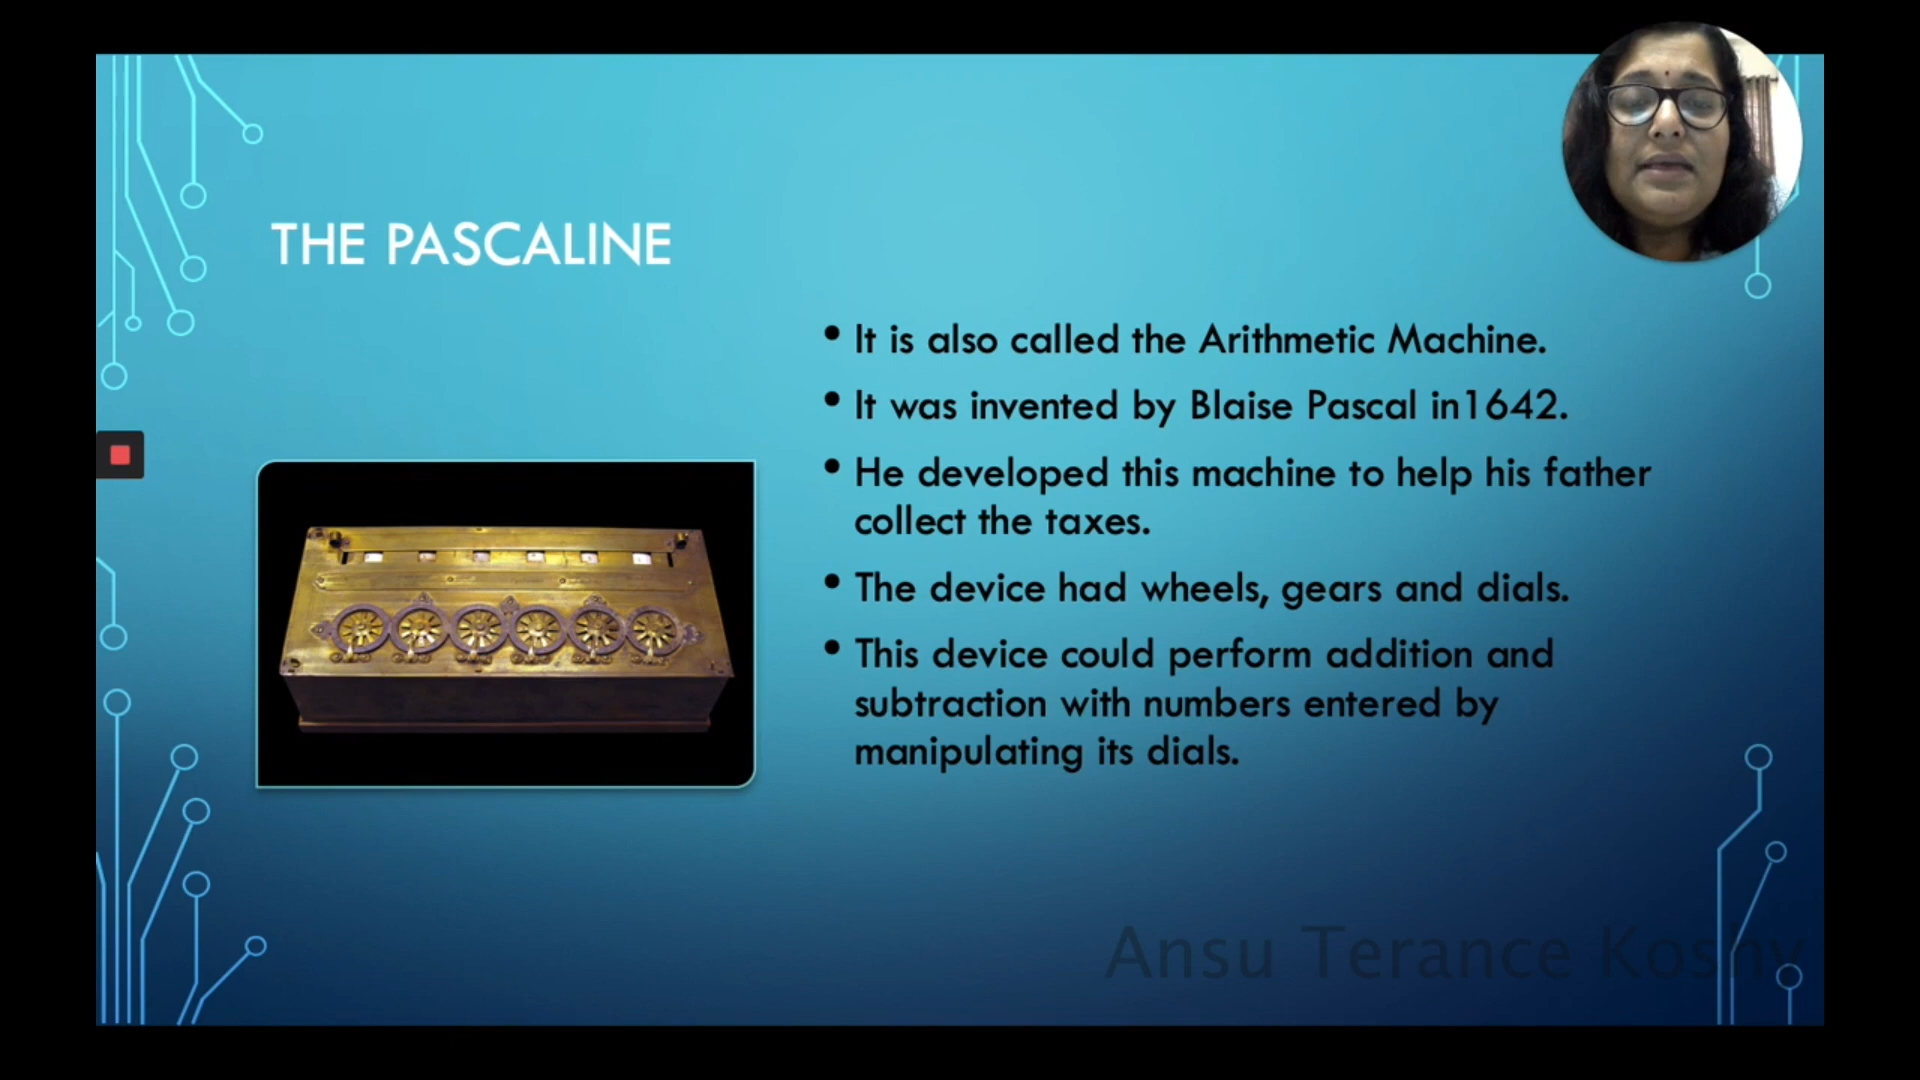 THE PASCALINE
• It is also called the Arithmetic Machine.
• It was invented by Blaise Pascal in1642.
• He developed this machine to help his father
collect the taxes.
• The device had wheels, gears and dials.
• This device could perform addition and
subtraction with numbers entered by
manipulating its dials.
Ansu Terance Koshy